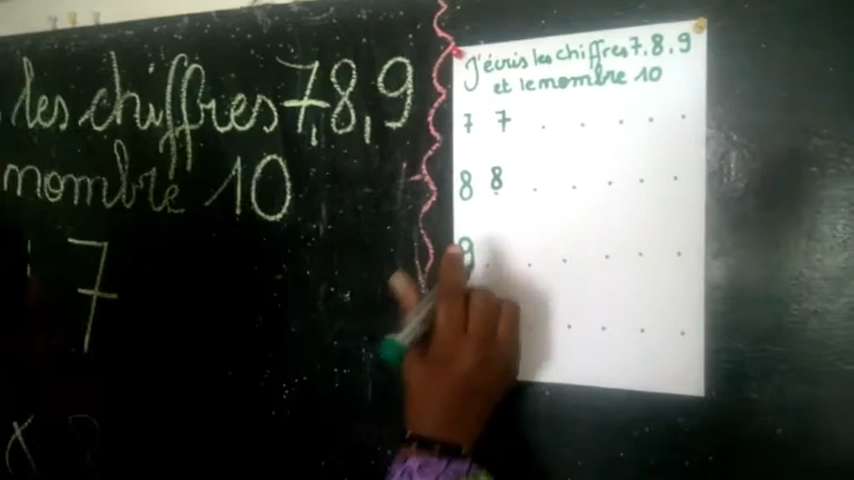 les chiffres 7, 8, 9
nombre 10
7
J'écris les chiffres 7, 8, 9
et le nombre 10
7 7 . . . . .
8 8 . . . . .
9 . . . . . .
. . . .